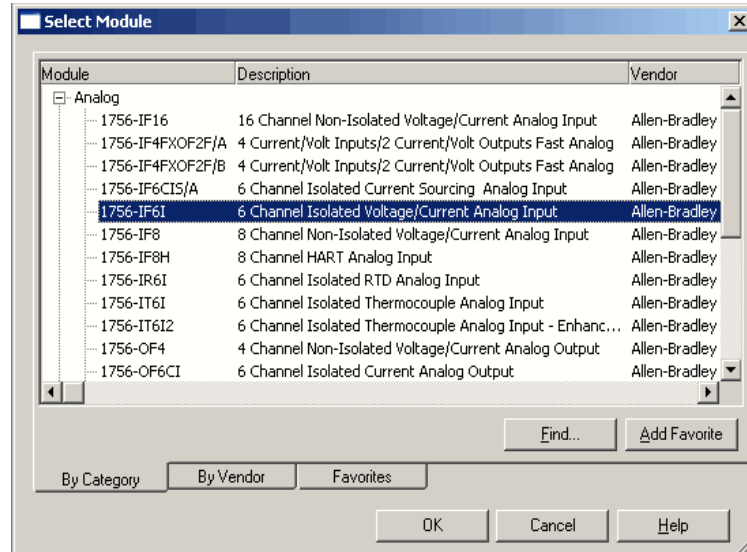 Select Module
Module Description Vendor
Analog
1756-IF16 16 Channel Non-Isolated Voltage/Current Analog Input Allen-Bradley
1756-IF4FXOF2F/A 4 Current/Volt Inputs/2 Current/Volt Outputs Fast Analog Allen-Bradley
1756-IF4FXOF2F/B 4 Current/Volt Inputs/2 Current/Volt Outputs Fast Analog Allen-Bradley
1756-IF6CIS/A 6 Channel Isolated Current Sourcing Analog Input Allen-Bradley
1756-IF6I 6 Channel Isolated Voltage/Current Analog Input Allen-Bradley
1756-IF8 8 Channel Non-Isolated Voltage/Current Analog Input Allen-Bradley
1756-IF8H 8 Channel HART Analog Input Allen-Bradley
1756-IR6I 6 Channel Isolated RTD Analog Input Allen-Bradley
1756-IT6I 6 Channel Isolated Thermocouple Analog Input Allen-Bradley
1756-IT6I2 6 Channel Isolated Thermocouple Analog Input - Enhanc... Allen-Bradley
1756-OF4 4 Channel Non-Isolated Voltage/Current Analog Output Allen-Bradley
1756-OF6CI 6 Channel Isolated Current Analog Output Allen-Bradley
Find... Add Favorite
By Category By Vendor Favorites
OK Cancel Help